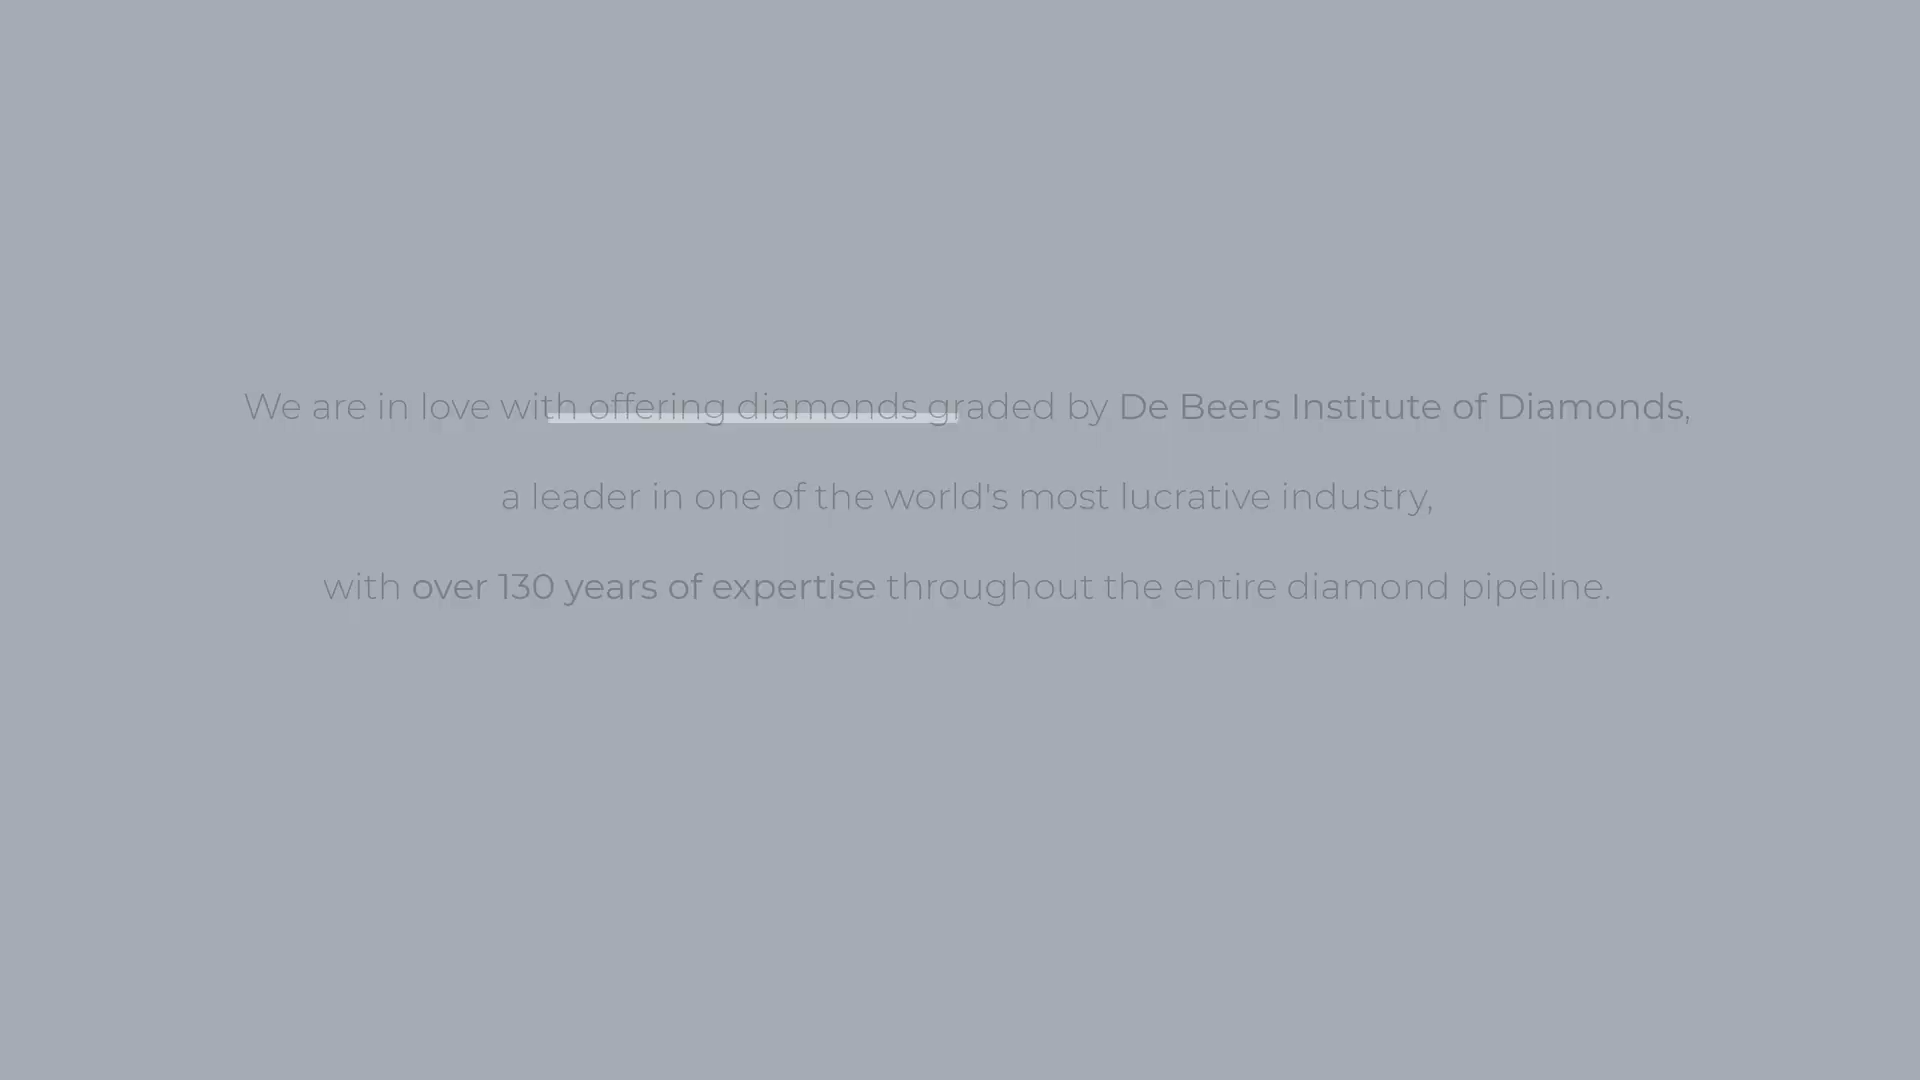 We are in love with offering diamonds graded by De Beers Institute of Diamonds,
a leader in one of the world's most lucrative industry,
with over 130 years of expertise throughout the entire diamond pipeline.